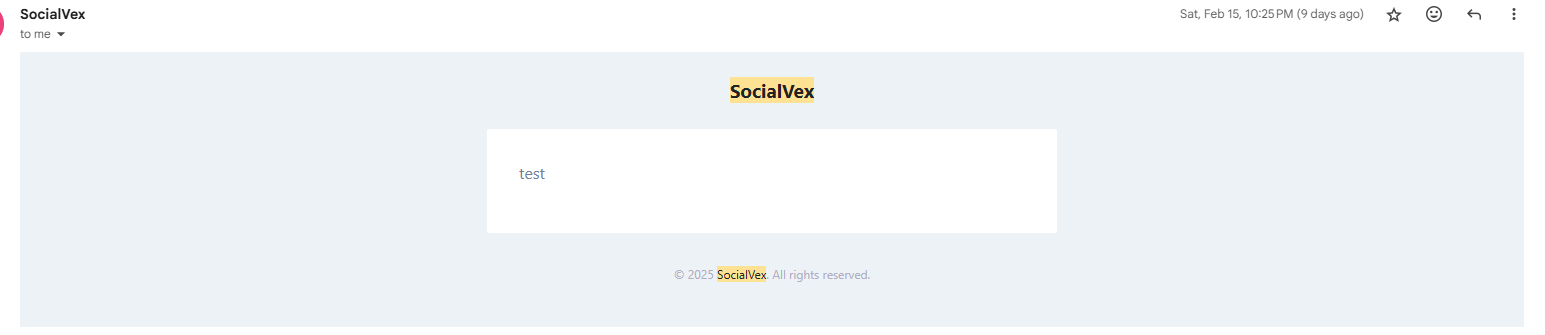 SocialVex
Sat, Feb 15, 10:25 PM (9 days ago)
to me
SocialVex
test
© 2025 SocialVex. All rights reserved.